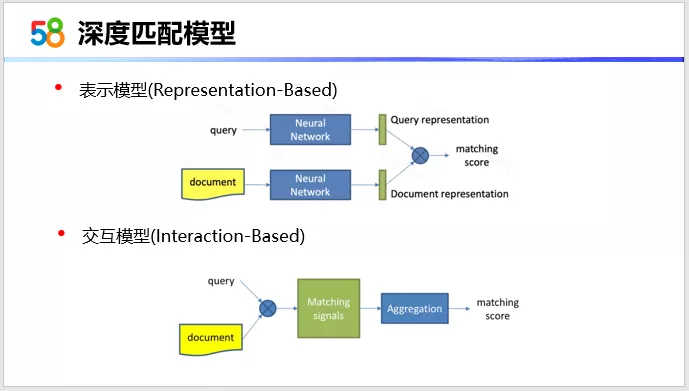 58 深度匹配模型
• 表示模型(Representation-Based)
query
Neural
Network
Query representation
matching
score
document
Neural
Network
Document representation
• 交互模型(Interaction-Based)
query
document
Matching
signals
Aggregation
matching
score